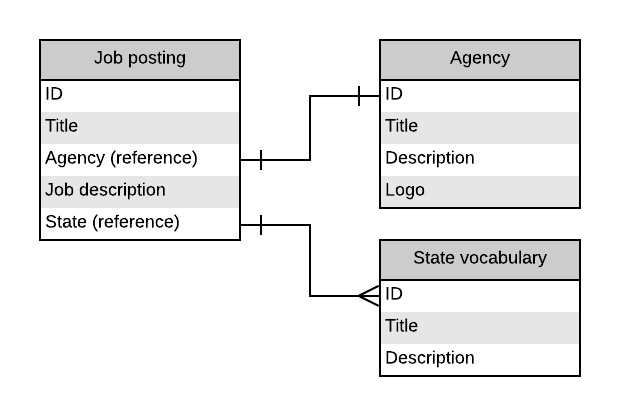 Job posting
ID
Title
Agency (reference)
Job description
State (reference)
Agency
ID
Title
Description
Logo
State vocabulary
ID
Title
Description